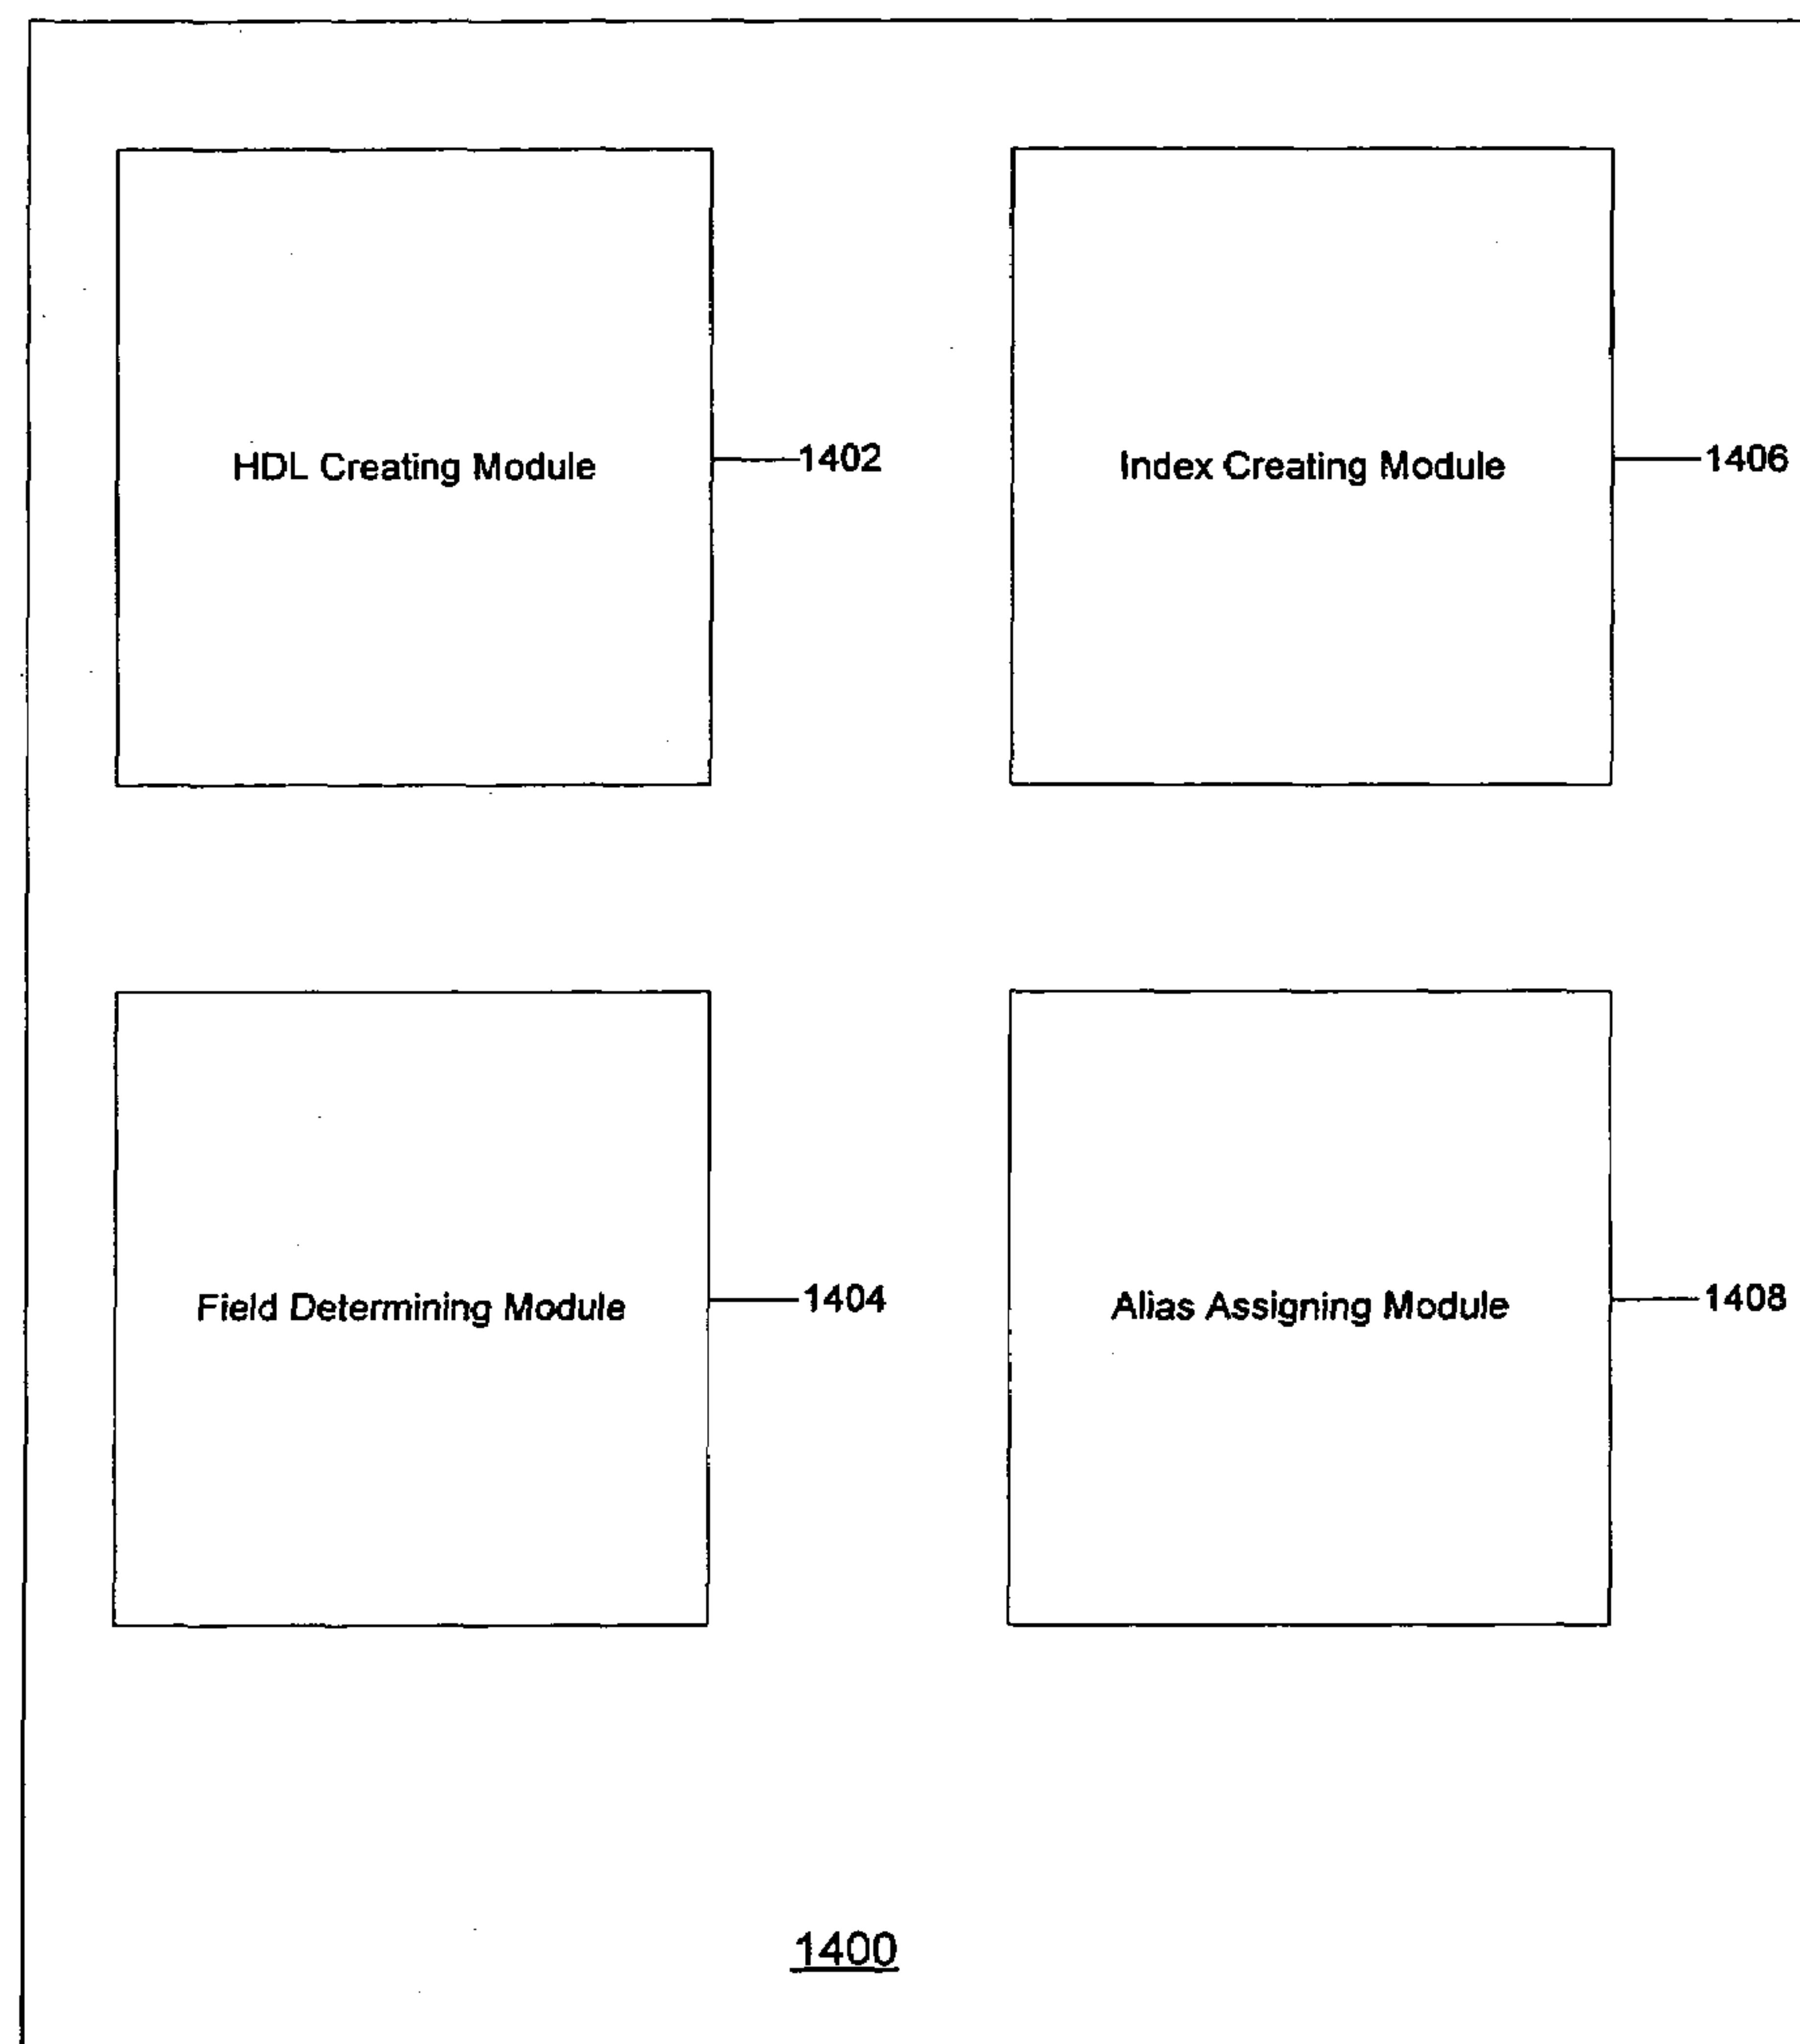 HDL Creating Module
1402
Index Creating Module
1406
Field Determining Module
1404
Alias Assigning Module
1408
1400